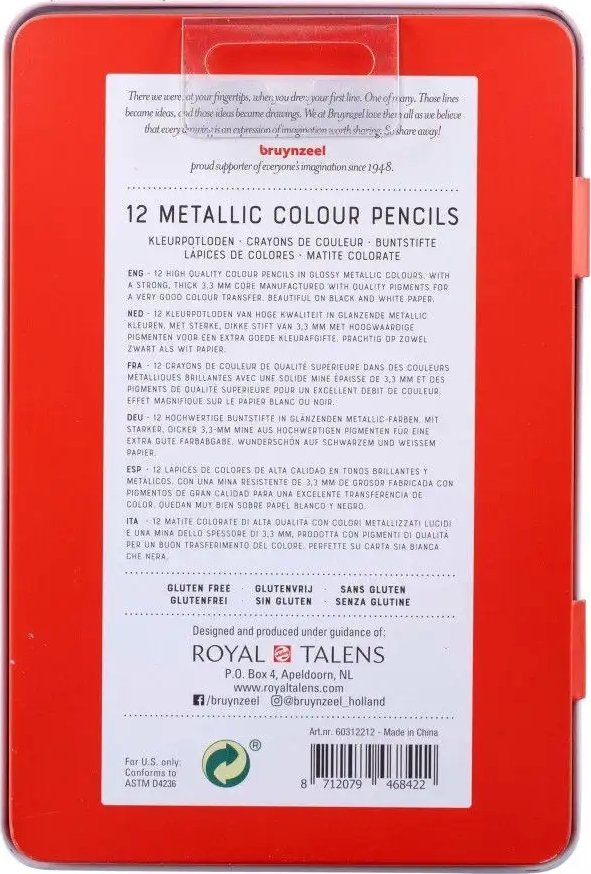 There we were, at your fingertips, when you drew your first line. One of many. Those lines
became ideas, and those ideas became drawings. We at Bruynzeel love them all as we believe
that every drawing is an expression of imagination worth sharing. So share away!
bruynzeel
proud supporter of everyone's imagination since 1948.
12 METALLIC COLOUR PENCILS
KLEURPOTLODEN · CRAYONS DE COULEUR · BUNTSTIFTE
LÁPICES DE COLORES · MATITE COLORATE
ENG - 12 HIGH QUALITY COLOUR PENCILS IN GLOSSY METALLIC COLOURS. WITH
A STRONG, THICK 3.3 MM CORE MANUFACTURED WITH QUALITY PIGMENTS FOR
A VERY GOOD COLOUR TRANSFER. BEAUTIFUL ON BLACK AND WHITE PAPER.
NED - 12 KLEURPOTLODEN VAN HOGE KWALITEIT IN GLANZENDE METALLIC
KLEUREN. MET STERKE, DIKKE STIFT VAN 3,3 MM MET HOOGWAARDIGE
PIGMENTEN VOOR EEN EXTRA GOEDE KLEURAFGIFTE. PRACHTIG OP ZOWEL
ZWART ALS WIT PAPIER.
FRA - 12 CRAYONS DE COULEUR DE QUALITÉ SUPÉRIEURE DANS DES COULEURS
MÉTALLIQUES BRILLANTES AVEC UNE SOLIDE MINE ÉPAISSE DE 3,3 MM ET DES
PIGMENTS DE QUALITÉ SUPÉRIEURE POUR UN EXCELLENT DÉBIT DE COULEUR.
EFFET MAGNIFIQUE SUR LE PAPIER BLANC OU NOIR.
DEU - 12 HOCHWERTIGE BUNTSTIFTE IN GLÄNZENDEN METALLIC-FARBEN. MIT
STARKER, DICKER 3,3-MM MINE AUS HOCHWERTIGEN PIGMENTEN FÜR EINE
EXTRA GUTE FARBABGABE. WUNDERSCHÖN AUF SCHWARZEM UND WEISSEM
PAPIER.
ESP - 12 LÁPICES DE COLORES DE ALTA CALIDAD EN TONOS BRILLANTES Y
METÁLICOS. CON UNA MINA RESISTENTE DE 3,3 MM DE GROSOR FABRICADA CON
PIGMENTOS DE GRAN CALIDAD PARA UNA EXCELENTE TRANSFERENCIA DE
COLOR. QUEDAN MUY BIEN SOBRE PAPEL BLANCO Y NEGRO.
ITA - 12 MATITE COLORATE DI ALTA QUALITÀ CON COLORI METALLIZZATI LUCIDI
E UNA MINA DELLO SPESSORE DI 3,3 MM, PRODOTTA CON PIGMENTI DI QUALITÀ
PER UN BUON TRASFERIMENTO DEL COLORE. PERFETTE SU CARTA SIA BIANCA
CHE NERA.
GLUTEN FREE · GLUTENVRIJ · SANS GLUTEN
GLUTENFREI · SIN GLUTEN · SENZA GLUTINE
Designed and produced under guidance of:
ROYAL TALENS
P.O. Box 4, Apeldoorn, NL
www.royaltalens.com
/bruynzeel @bruynzeel_holland
Art.nr. 60312212 - Made in China
For U.S. only:
Conforms to
ASTM D4236
®
8 712079 468422